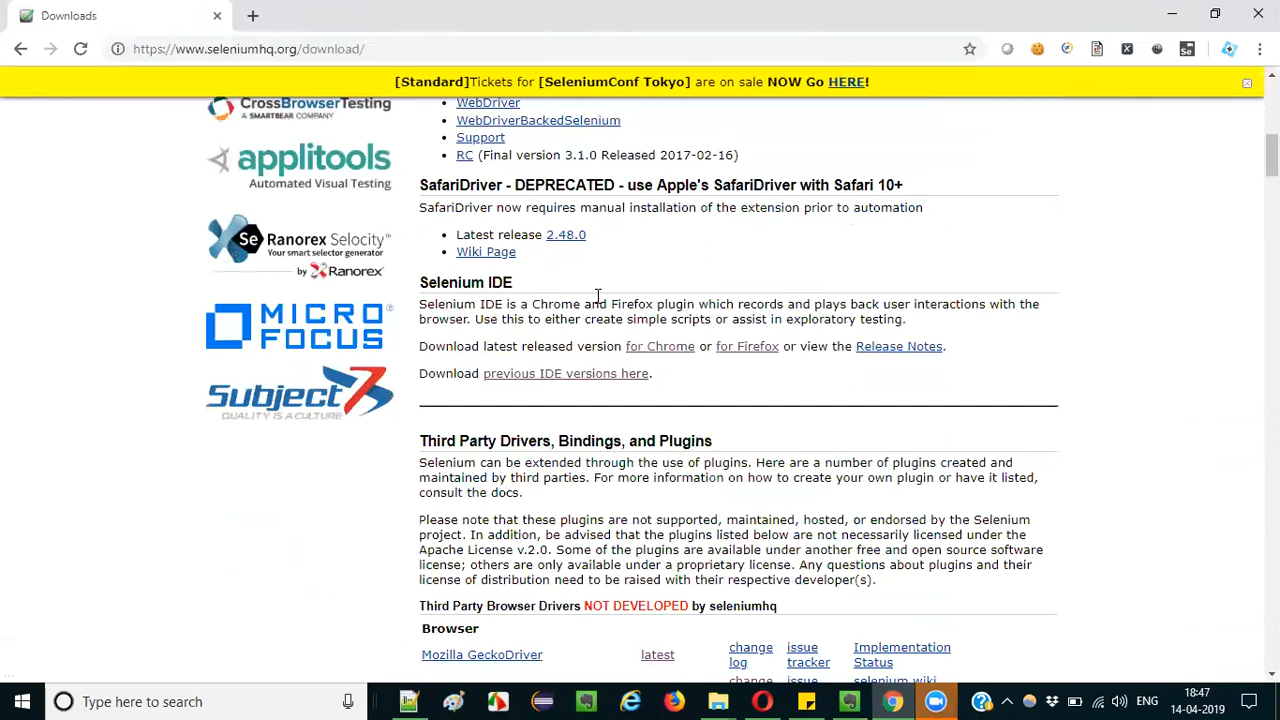 Downloads
https://www.seleniumhq.org/download/
[Standard]Tickets for [SeleniumConf Tokyo] are on sale NOW Go HERE!
CROSSBROWSERTESTING
A SMARTBEAR COMPANY
applitools
Automated Visual Testing
Se Ranorex Selocity™
Your smart selector generator
by Ranorex
MICRO FOCUS®
Subject7
QUALITY IS A CULTURE
WebDriver
WebDriverBackedSelenium
Support
RC (Final version 3.1.0 Released 2017-02-16)
SafariDriver - DEPRECATED - use Apple's SafariDriver with Safari 10+
SafariDriver now requires manual installation of the extension prior to automation
Latest release 2.48.0
Wiki Page
Selenium IDE
Selenium IDE is a Chrome and Firefox plugin which records and plays back user interactions with the
browser. Use this to either create simple scripts or assist in exploratory testing.
Download latest released version for Chrome or for Firefox or view the Release Notes.
Download previous IDE versions here.
Third Party Drivers, Bindings, and Plugins
Selenium can be extended through the use of plugins. Here are a number of plugins created and
maintained by third parties. For more information on how to create your own plugin or have it listed,
consult the docs.
Please note that these plugins are not supported, maintained, hosted, or endorsed by the Selenium
project. In addition, be advised that the plugins listed below are not necessarily licensed under the
Apache License v.2.0. Some of the plugins are available under another free and open source software
license; others are only available under a proprietary license. Any questions about plugins and their
license of distribution need to be raised with their respective developer(s).
Third Party Browser Drivers NOT DEVELOPED by seleniumhq
Browser
Mozilla GeckoDriver latest change log issue tracker Implementation Status
change issue selenium wiki
Type here to search
ENG
18:47
14-04-2019